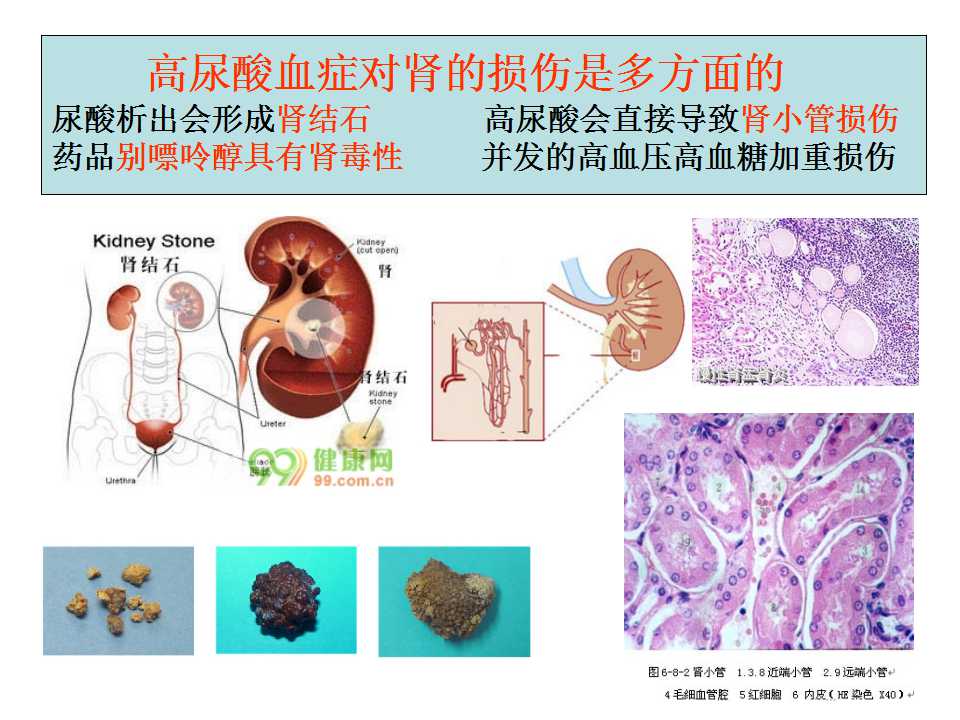 高尿酸血症对肾的损伤是多方面的
尿酸析出会形成肾结石 高尿酸会直接导致肾小管损伤
药品别嘌呤醇具有肾毒性 并发的高血压高血糖加重损伤
Kidney Stone
肾结石
Kidney
(cut open)
肾
肾结石
Kidney
stone
Ureter
Urethra
99健康网
99.com.cn
图6-8-2肾小管 1.3.8近端小管 2.9远端小管
4毛细血管腔 5红细胞 6 内皮(HE染色 X40)